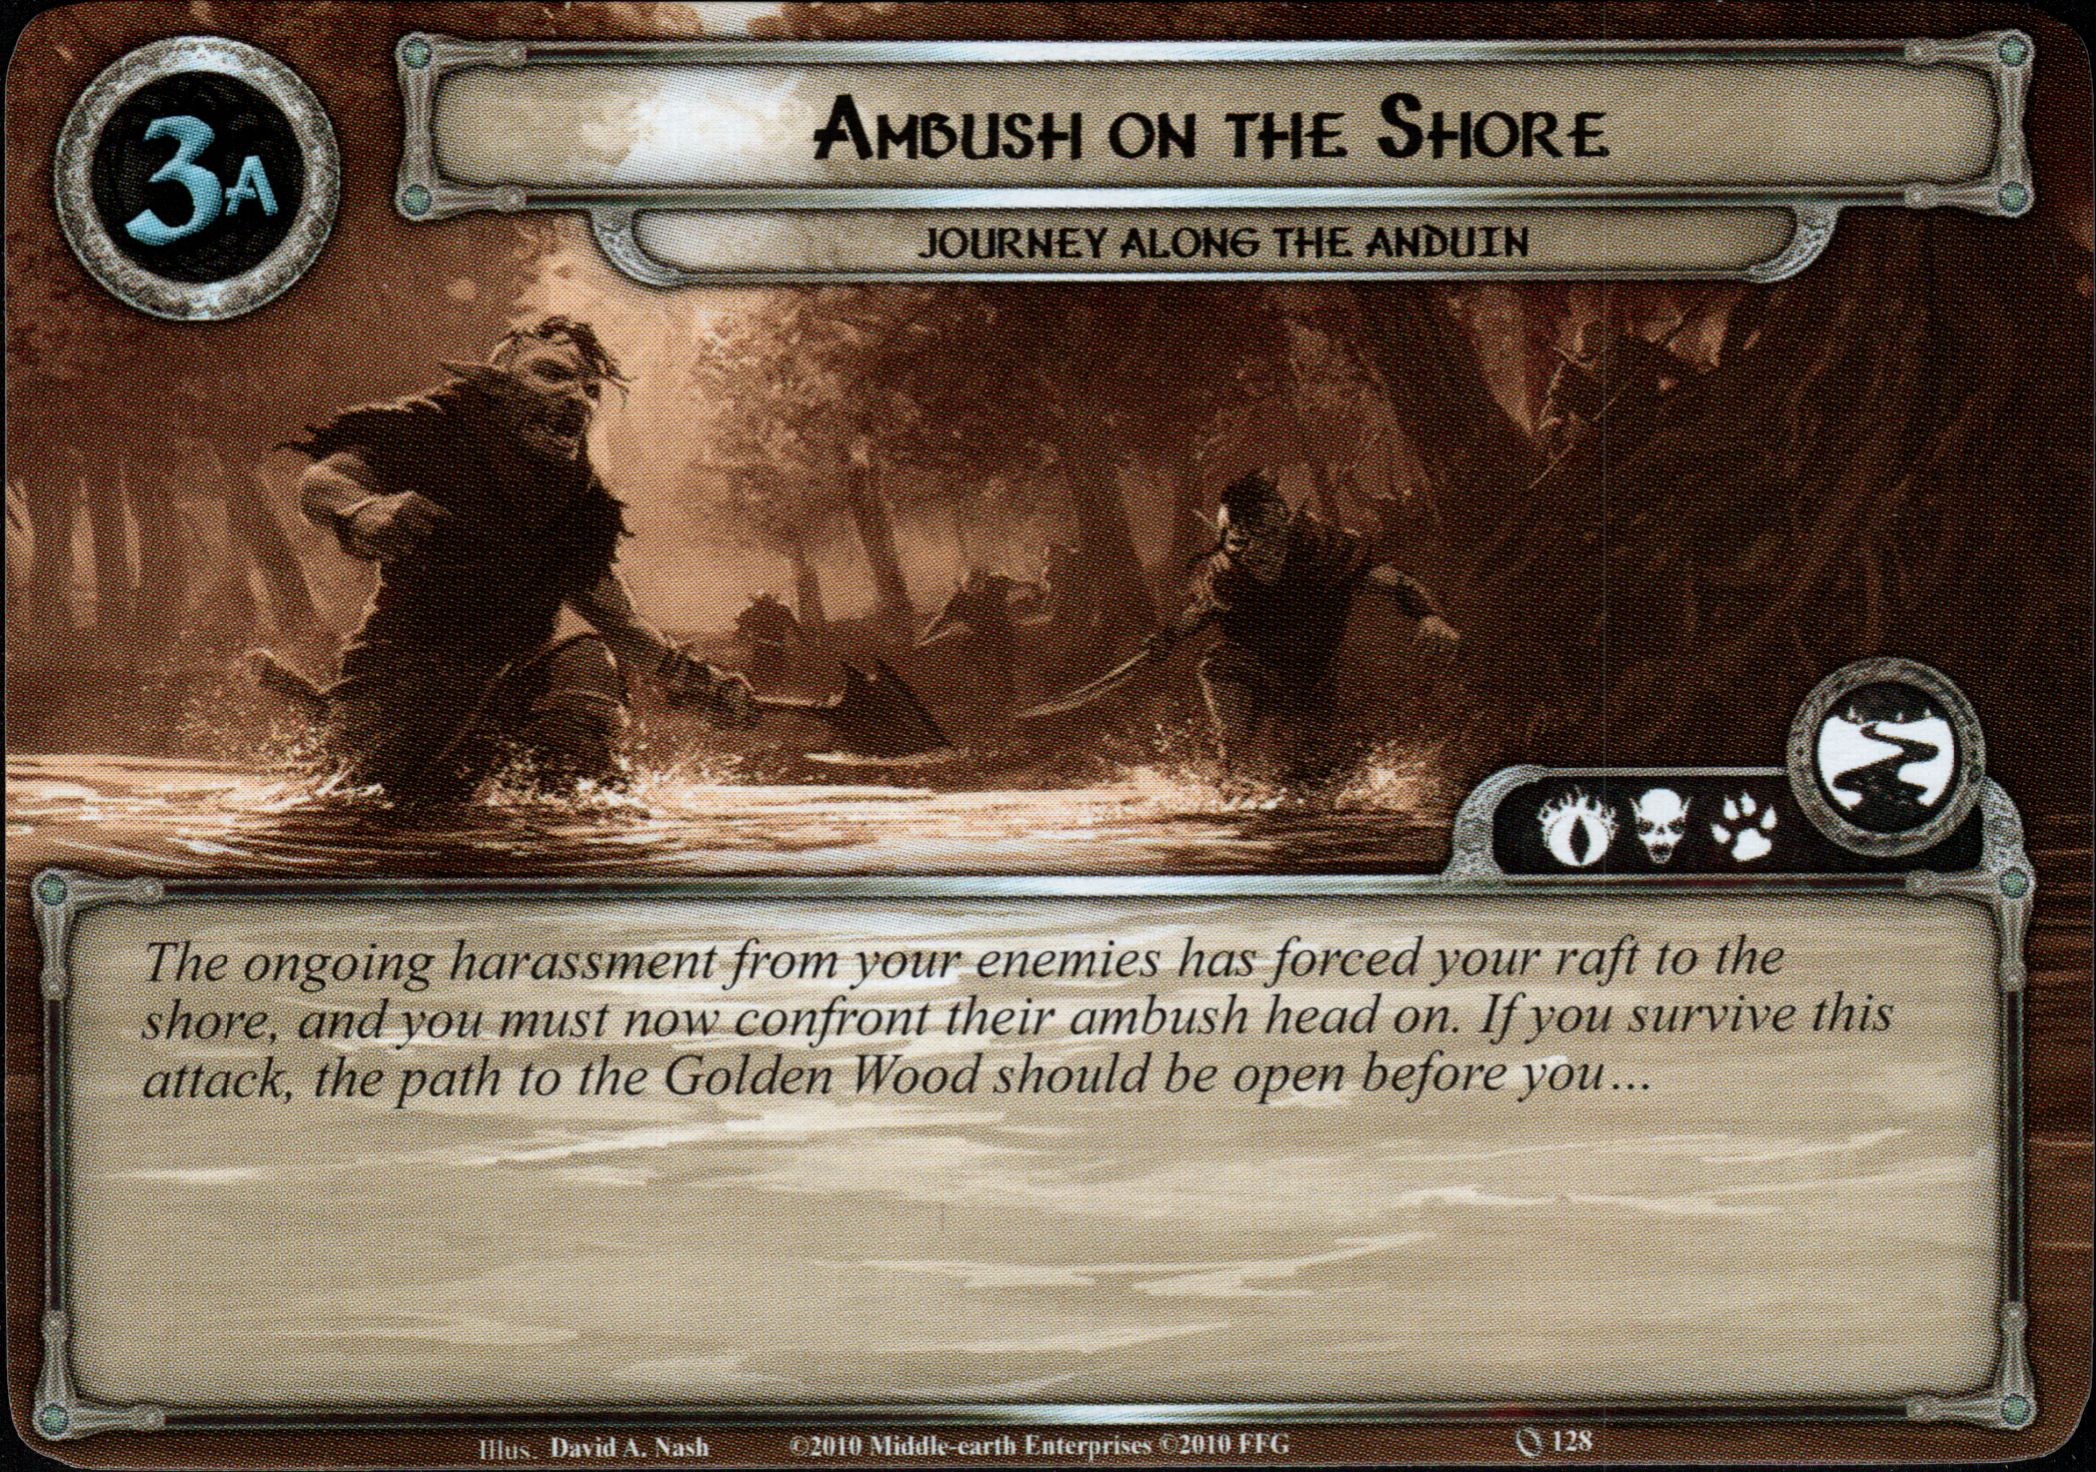 3A
Ambush on the Shore
Journey Along the Anduin
The ongoing harassment from your enemies has forced your raft to the
shore, and you must now confront their ambush head on. If you survive this
attack, the path to the Golden Wood should be open before you...
Illus. David A. Nash ©2010 Middle-earth Enterprises ©2010 FFG 128